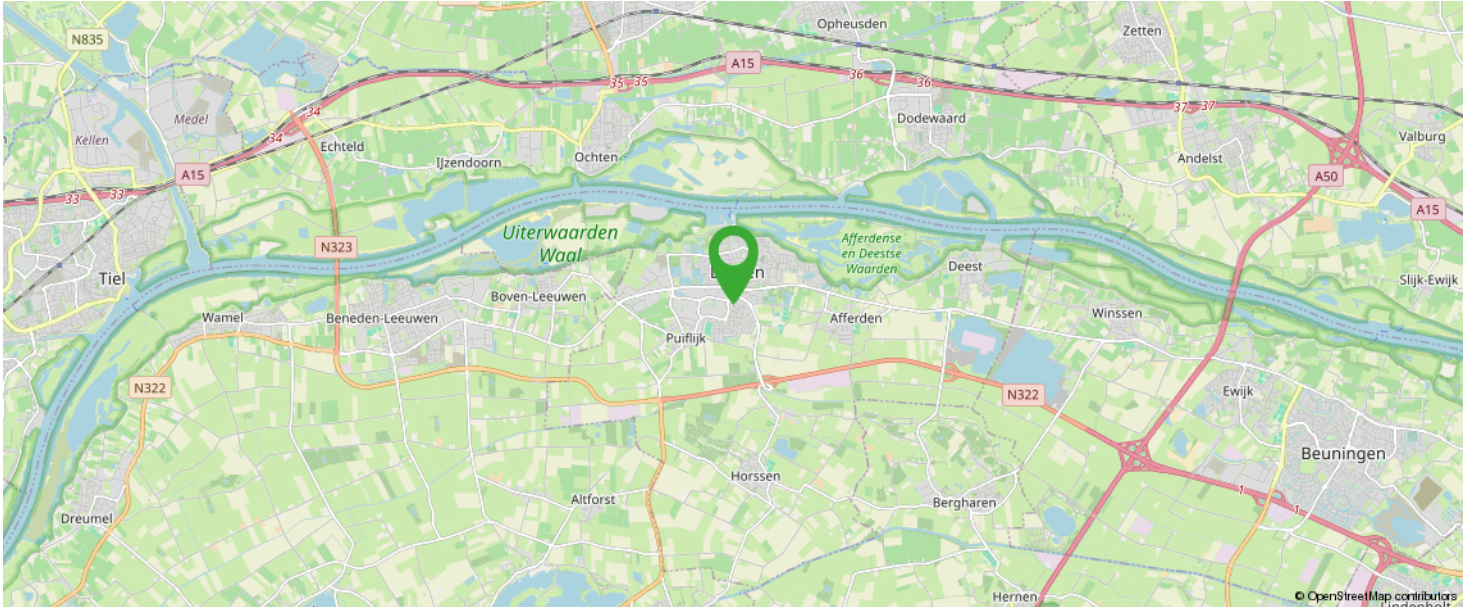 Opheusden
Zetten
N835
A15
35
35
36
36
34
34
Medel
37
37
Kellen
Dodewaard
Valburg
Echteld
IJzendoorn
Ochten
Andelst
A15
A50
33
33
A15
Uiterwaarden
Waal
N323
Afferdense
en Deestse
Waarden
Tiel
Deest
Slijk-Ewijk
Boven-Leeuwen
Wamel
Beneden-Leeuwen
Afferden
Winssen
Puiflijk
N322
N322
Ewijk
Beuningen
Horssen
1
Altforst
Bergharen
1
Dreumel
Hernen
© OpenStreetMap contributors